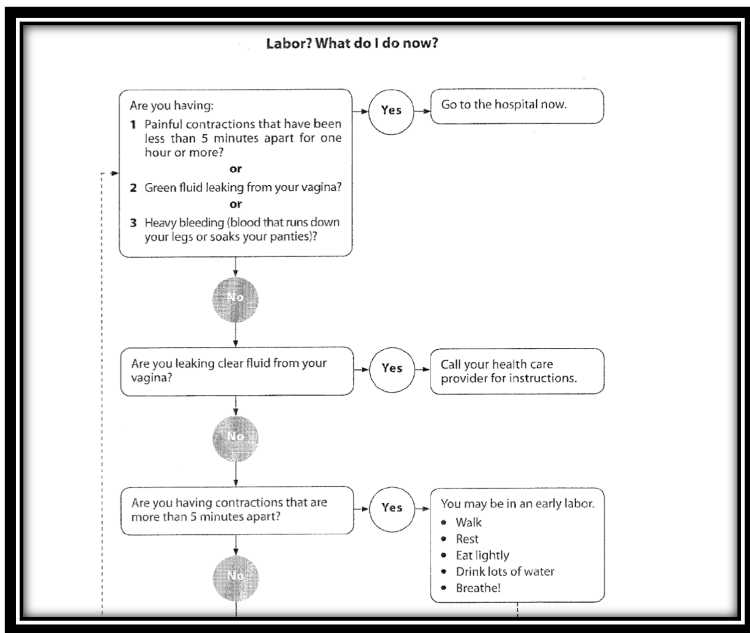 Labor? What do I do now?
Are you having:
1 Painful contractions that have been
less than 5 minutes apart for one
hour or more?
or
2 Green fluid leaking from your vagina?
or
3 Heavy bleeding (blood that runs down
your legs or soaks your panties)?
Yes
Go to the hospital now.
No
Are you leaking clear fluid from your
vagina?
Yes
Call your health care
provider for instructions.
No
Are you having contractions that are
more than 5 minutes apart?
Yes
You may be in an early labor.
• Walk
• Rest
• Eat lightly
• Drink lots of water
• Breathe!
No